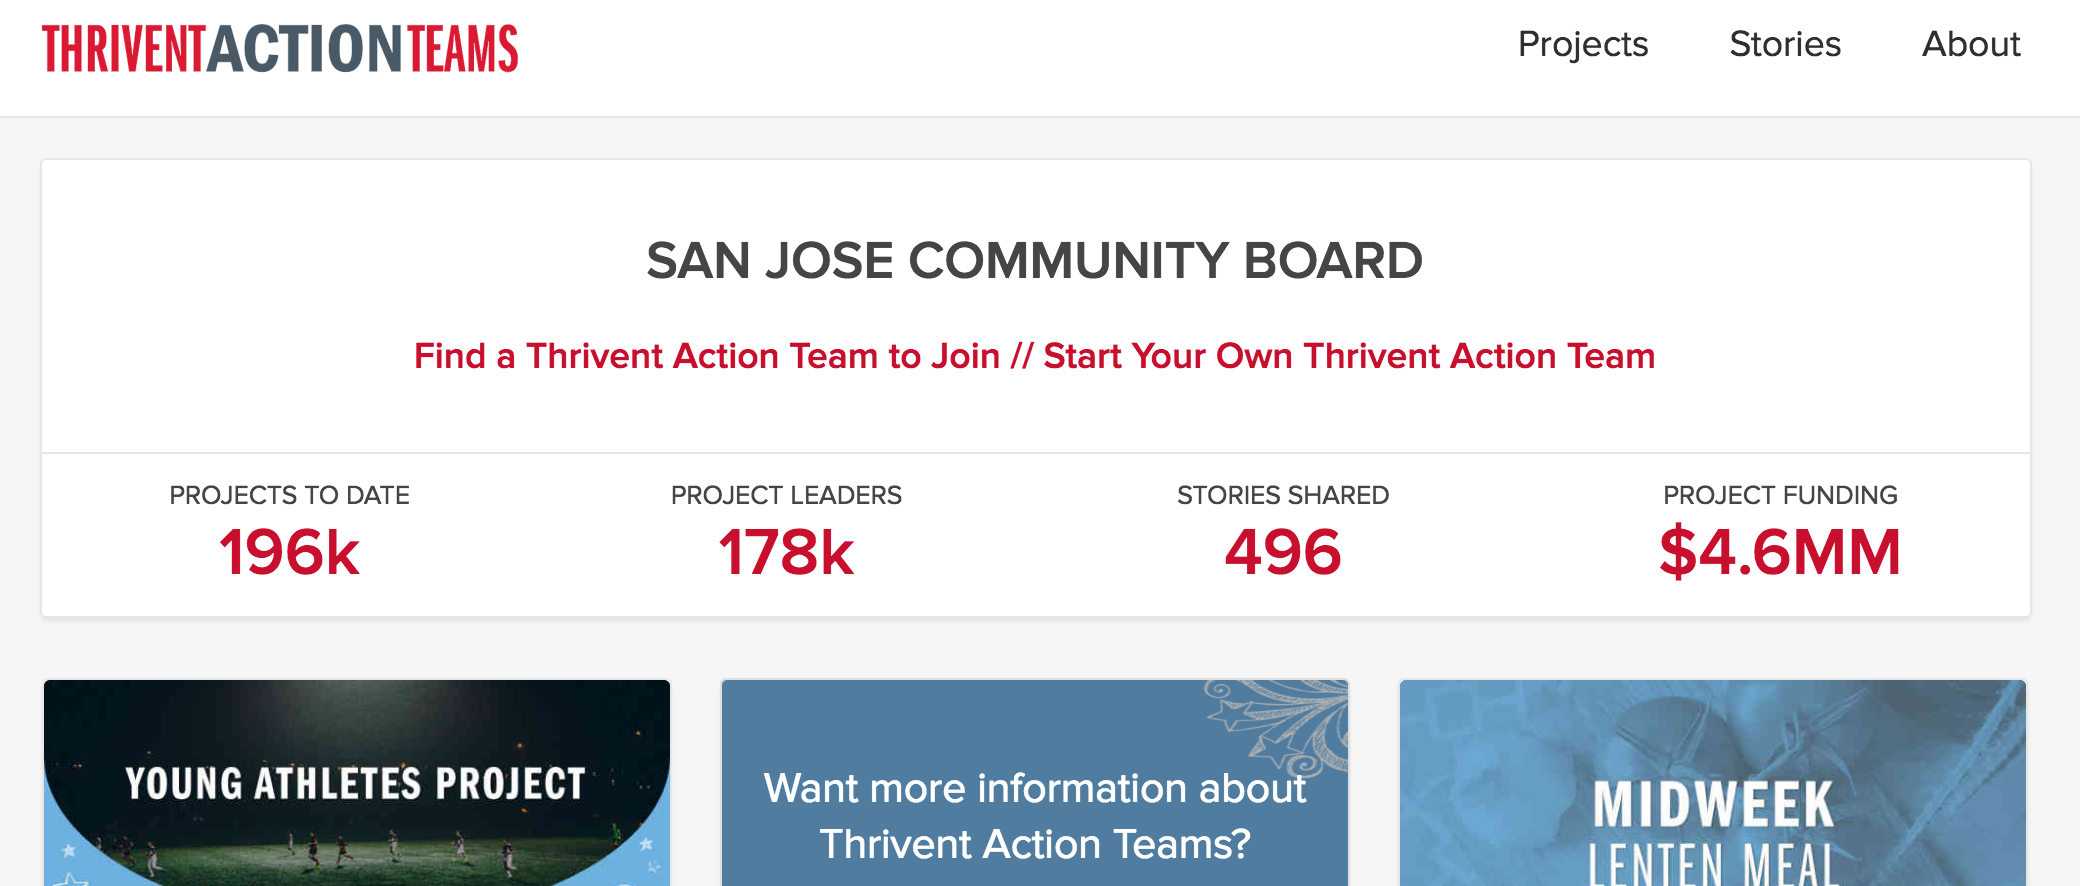 THRIVENTACTIONTEAMS
Projects
Stories
About
SAN JOSE COMMUNITY BOARD
Find a Thrivent Action Team to Join // Start Your Own Thrivent Action Team
PROJECTS TO DATE
196k
PROJECT LEADERS
178k
STORIES SHARED
496
PROJECT FUNDING
$4.6MM
YOUNG ATHLETES PROJECT
Want more information about
Thrivent Action Teams?
MIDWEEK
LENTEN MEAL